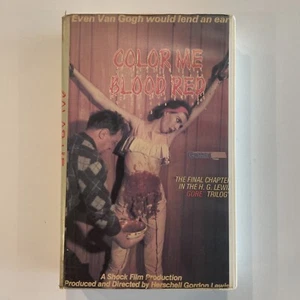 Even Van Gogh would lend an ear
COLOR ME
BLOOD RED
THE FINAL CHAPTER
IN THE H. G. LEWIS
GORE TRILOGY
A Shock Film Production
Produced and Directed by Herschell Gordon Lewis